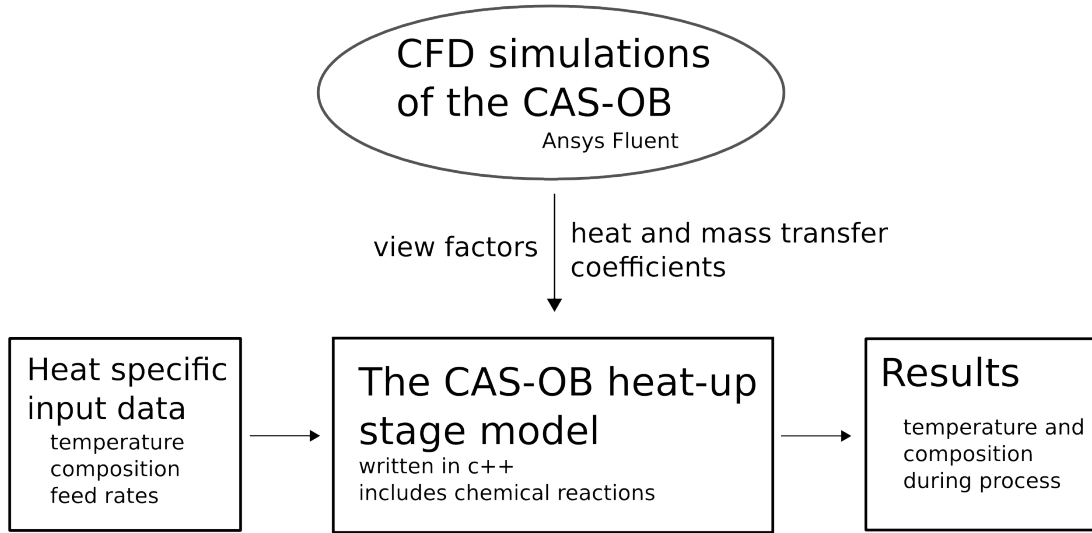 CFD simulations
of the CAS-OB
Ansys Fluent
view factors
heat and mass transfer
coefficients
Heat specific
input data
temperature
composition
feed rates
The CAS-OB heat-up
stage model
written in c++
includes chemical reactions
Results
temperature and
composition
during process